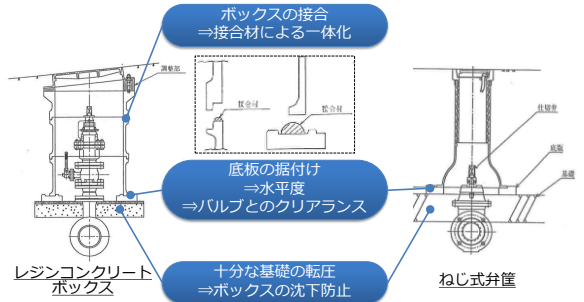 ボックスの接合
⇒接合材による一体化
調整部
接合材
接合材
仕切弁
底版
基礎
底板の据付け
⇒水平度
⇒バルブとのクリアランス
十分な基礎の転圧
⇒ボックスの沈下防止
レジンコンクリート
ボックス
ねじ式弁筐